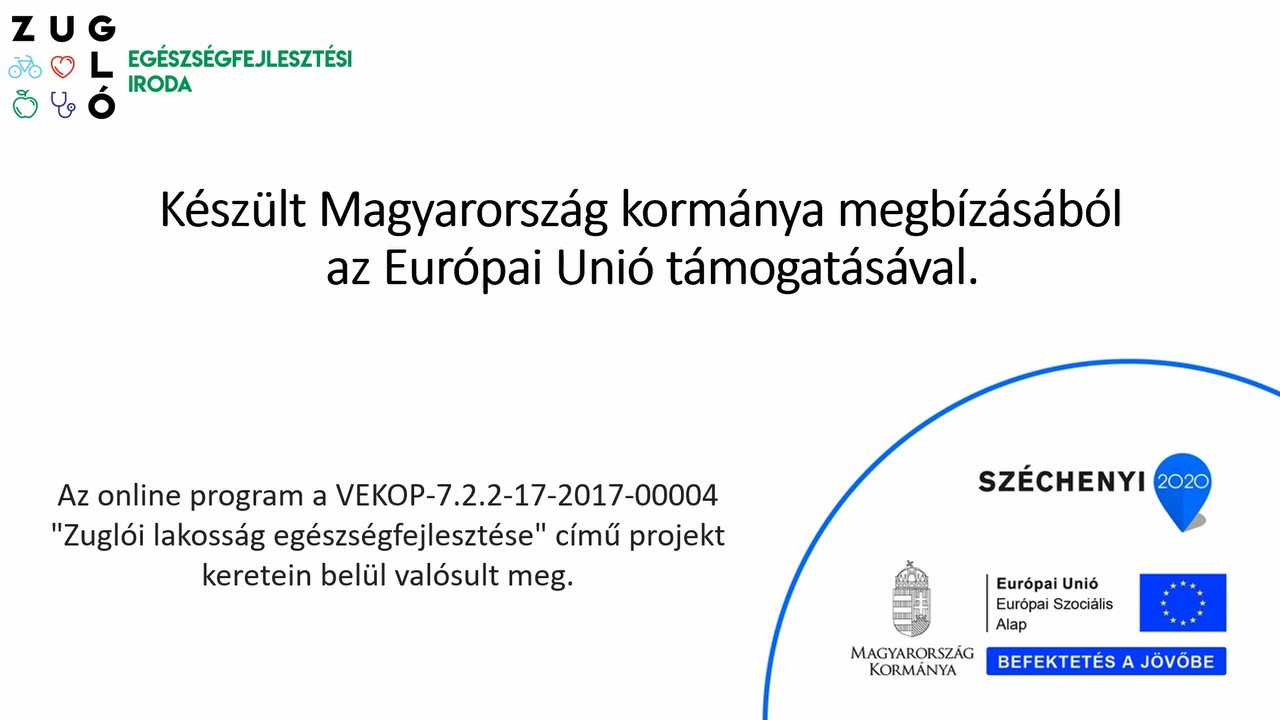 ZUGLÓ
EGÉSZSÉGFEJLESZTÉSI
IRODA
Készült Magyarország kormánya megbízásából
az Európai Unió támogatásával.
Az online program a VEKOP-7.2.2-17-2017-00004
"Zuglói lakosság egészségfejlesztése" című projekt
keretein belül valósult meg.
SZÉCHENYI 2020
MAGYARORSZÁG
KORMÁNYA
Európai Unió
Európai Szociális
Alap
BEFEKTETÉS A JÖVŐBE